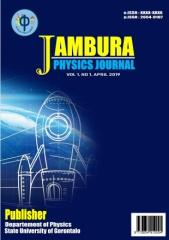 e.ISSN : XXXX-XXXX
p.ISSN : 2654-9107
JAMBURA
PHYSICS JOURNAL
VOL 1, NO 1, APRIL 2019
Publisher
Departement of Physics
State University of Gorontalo